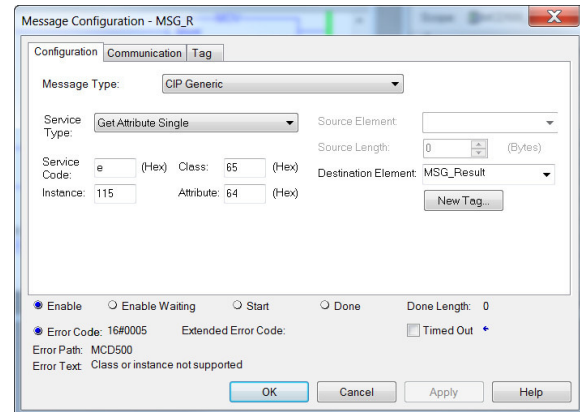 Message Configuration - MSG_R
Configuration Communication Tag
Message Type: CIP Generic
Service Type: Get Attribute Single Source Element:
Source Length: 0 (Bytes)
Service Code: e (Hex) Class: 65 (Hex) Destination Element: MSG_Result
Instance: 115 Attribute: 64 (Hex) New Tag...
Enable Enable Waiting Start Done Done Length: 0
Error Code: 16#0005 Extended Error Code: Timed Out
Error Path: MCD500
Error Text: Class or instance not supported
OK Cancel Apply Help